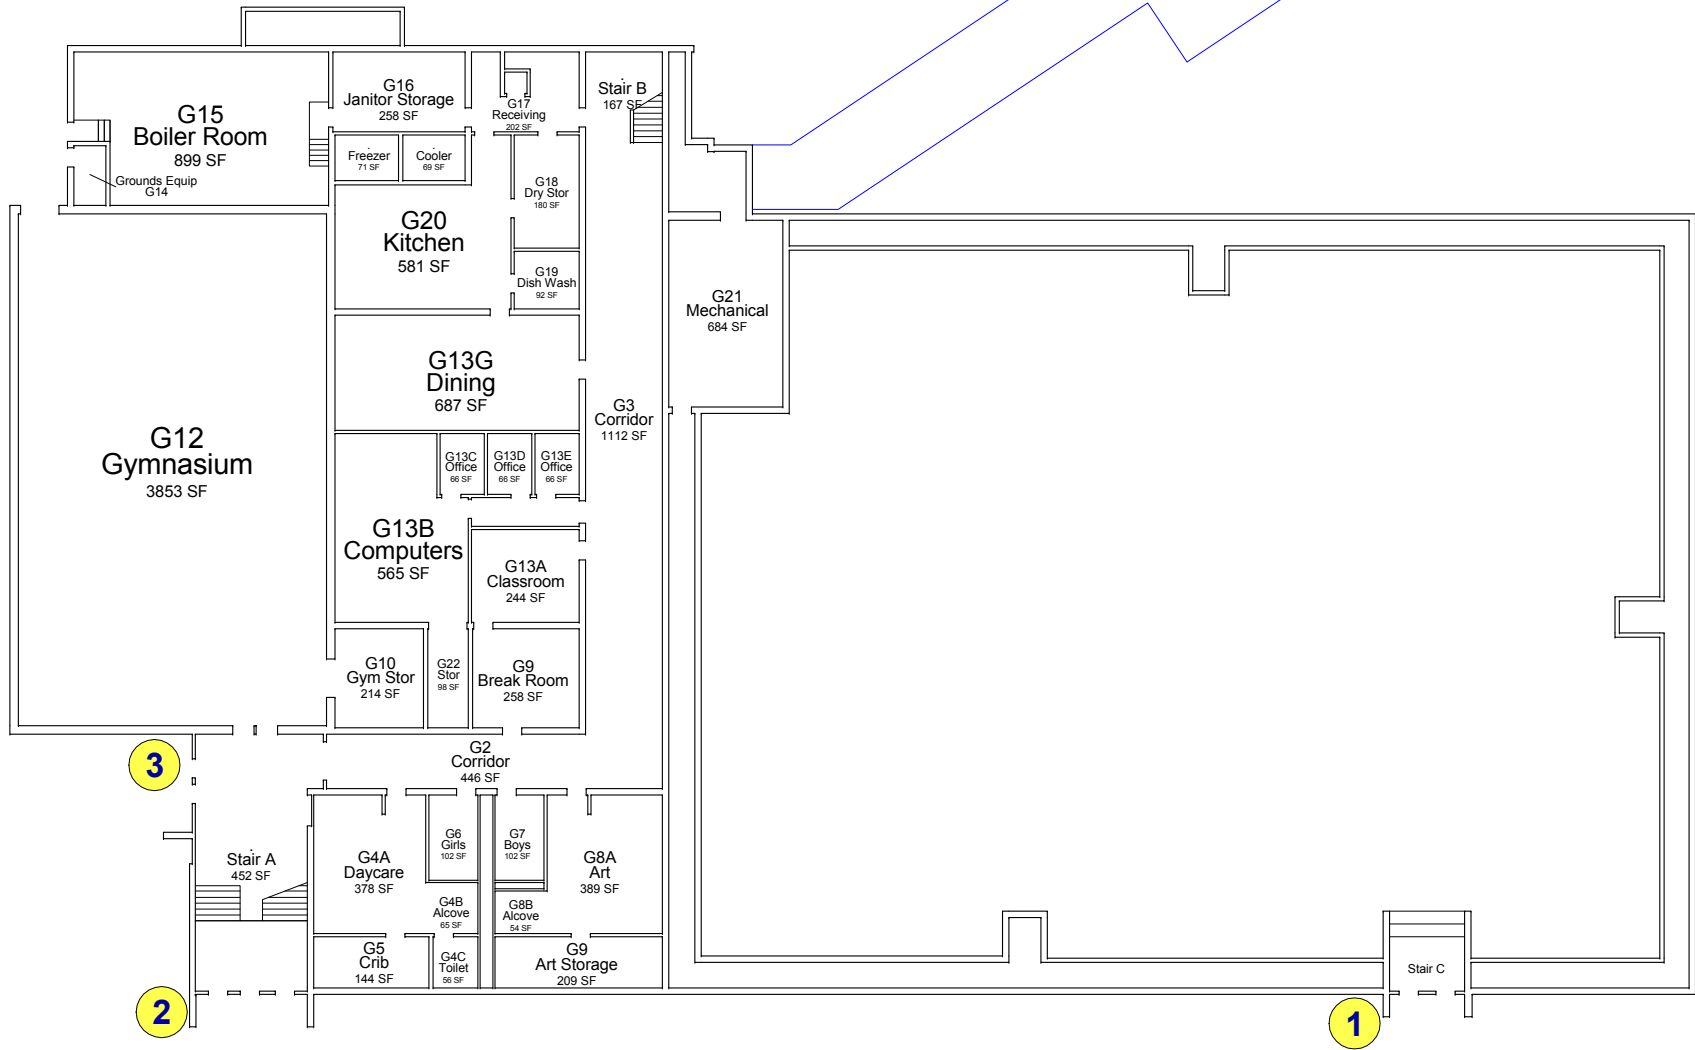 G15
Boiler Room
899 SF
Grounds Equip
G14
G16
Janitor Storage
258 SF
G17
Receiving
202 SF
Stair B
167 SF
Freezer
71 SF
Cooler
69 SF
G18
Dry Stor
180 SF
G20
Kitchen
581 SF
G19
Dish Wash
92 SF
G21
Mechanical
684 SF
G13G
Dining
687 SF
G3
Corridor
1112 SF
G12
Gymnasium
3853 SF
G13C
Office
66 SF
G13D
Office
66 SF
G13E
Office
66 SF
G13B
Computers
565 SF
G13A
Classroom
244 SF
G10
Gym Stor
214 SF
G22
Stor
98 SF
G9
Break Room
258 SF
3
G2
Corridor
446 SF
Stair A
452 SF
G4A
Daycare
378 SF
G6
Girls
102 SF
G7
Boys
102 SF
G8A
Art
389 SF
G4B
Alcove
65 SF
G8B
Alcove
54 SF
G5
Crib
144 SF
G4C
Toilet
56 SF
G9
Art Storage
209 SF
Stair C
2
1